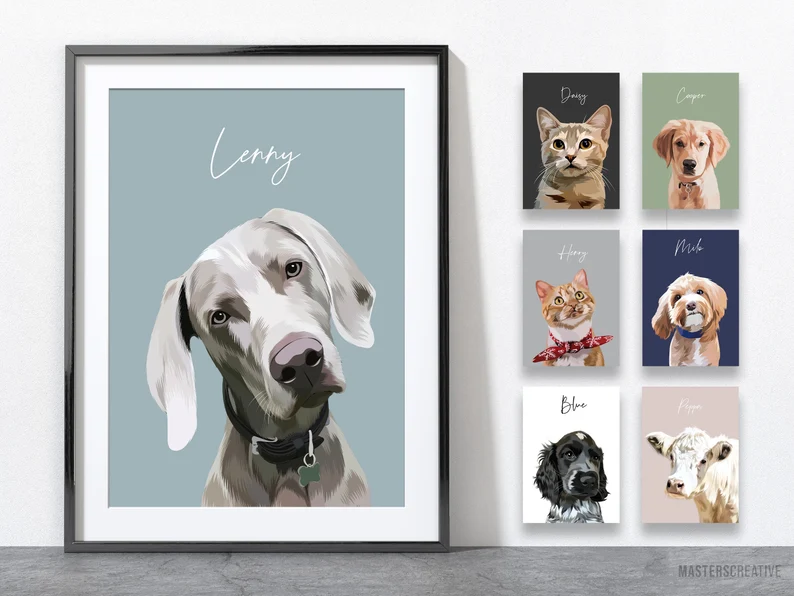 Lenny
Daisy
Cooper
Henry
Milo
Blue
Poppy
MASTERSCREATIVE